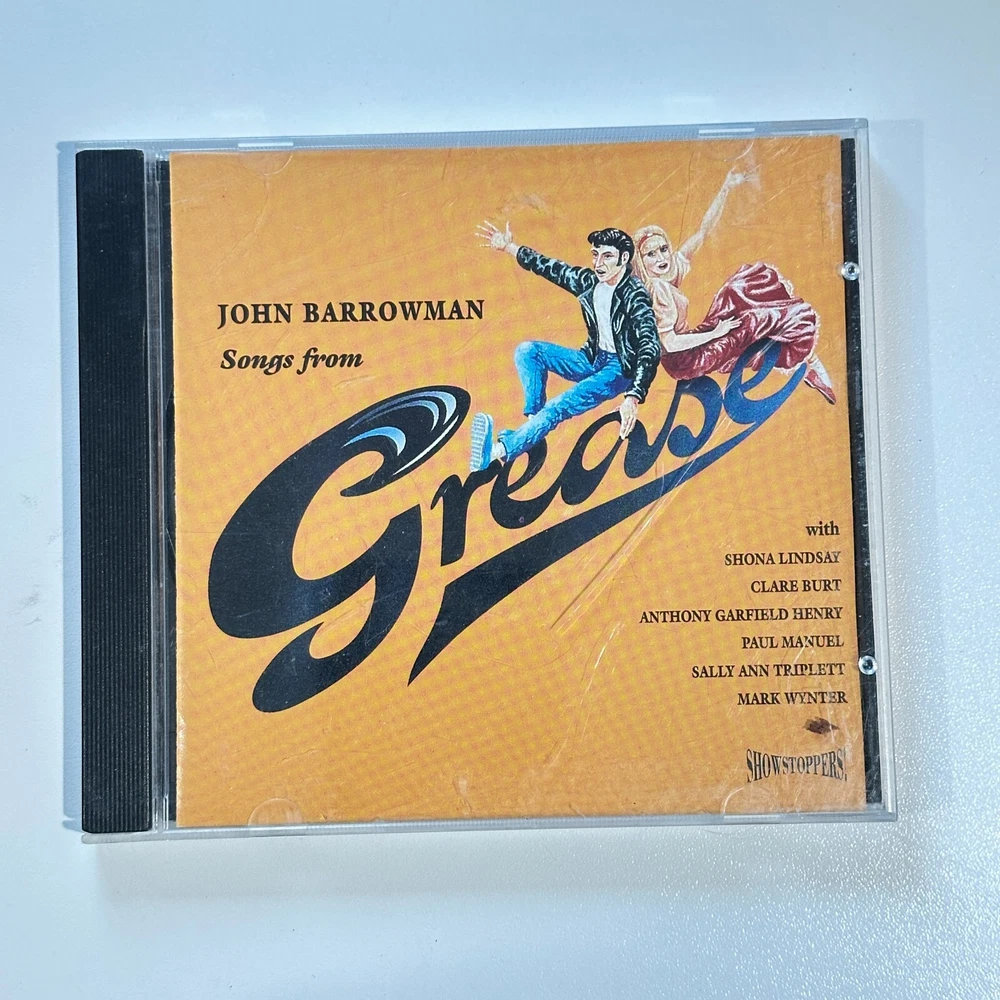 JOHN BARROWMAN
Songs from
Grease
with
SHONA LINDSAY
CLARE BURT
ANTHONY GARFIELD HENRY
PAUL MANUEL
SALLY ANN TRIPLETT
MARK WYNTER
SHOWSTOPPERS!